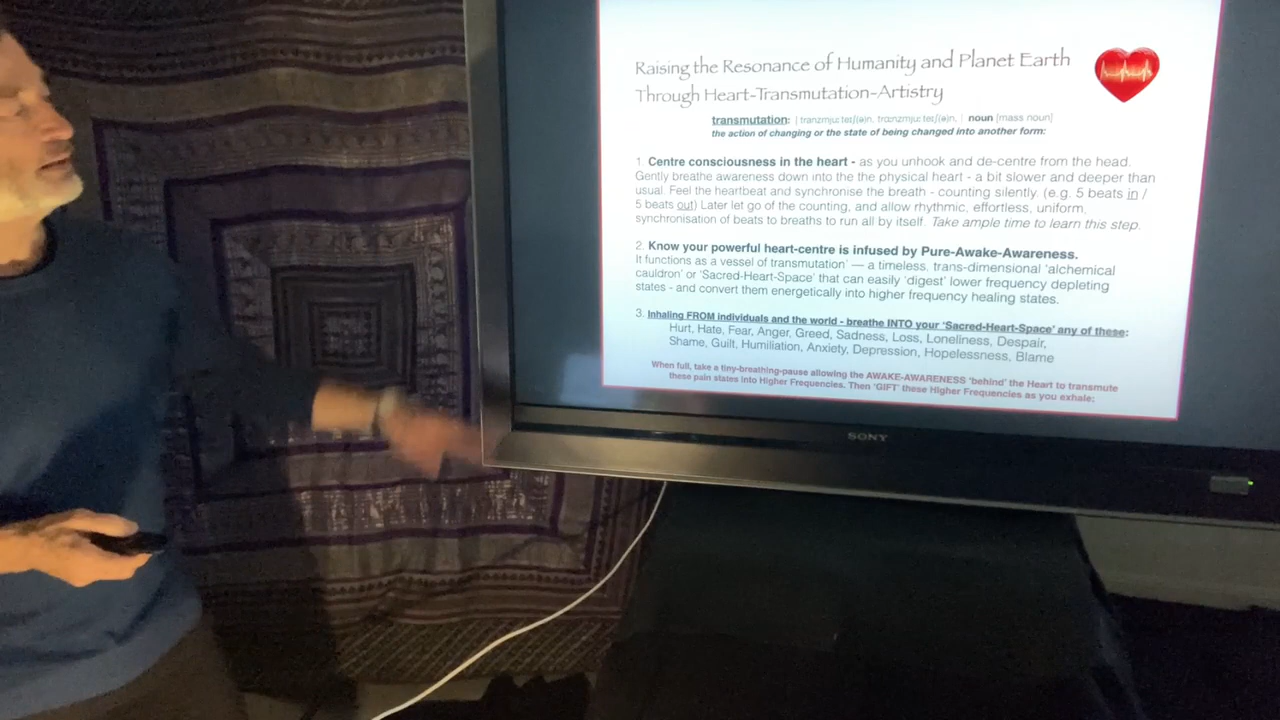 Raising the Resonance of Humanity and Planet Earth
Through Heart-Transmutation-Artistry
transmutation: | tranzmjuːˈteɪʃ(ə)n, trɑːnzmjuːˈteɪʃ(ə)n, | noun [mass noun]
the action of changing or the state of being changed into another form:
1. Centre consciousness in the heart - as you unhook and de-centre from the head.
Gently breathe awareness down into the the physical heart - a bit slower and deeper than
usual. Feel the heartbeat and synchronise the breath - counting silently. (e.g. 5 beats in /
5 beats out) Later let go of the counting, and allow rhythmic, effortless, uniform,
synchronisation of beats to breaths to run all by itself. Take ample time to learn this step.
2. Know your powerful heart-centre is infused by Pure-Awake-Awareness.
It functions as a vessel of transmutation' — a timeless, trans-dimensional 'alchemical
cauldron' or 'Sacred-Heart-Space' that can easily 'digest' lower frequency depleting
states - and convert them energetically into higher frequency healing states.
3. Inhaling FROM individuals and the world - breathe INTO your 'Sacred-Heart-Space' any of these:
Hurt, Hate, Fear, Anger, Greed, Sadness, Loss, Loneliness, Despair,
Shame, Guilt, Humiliation, Anxiety, Depression, Hopelessness, Blame
When full, take a tiny-breathing-pause allowing the AWAKE-AWARENESS 'behind' the Heart to transmute
these pain states into Higher Frequencies. Then 'GIFT' these Higher Frequencies as you exhale:
SONY